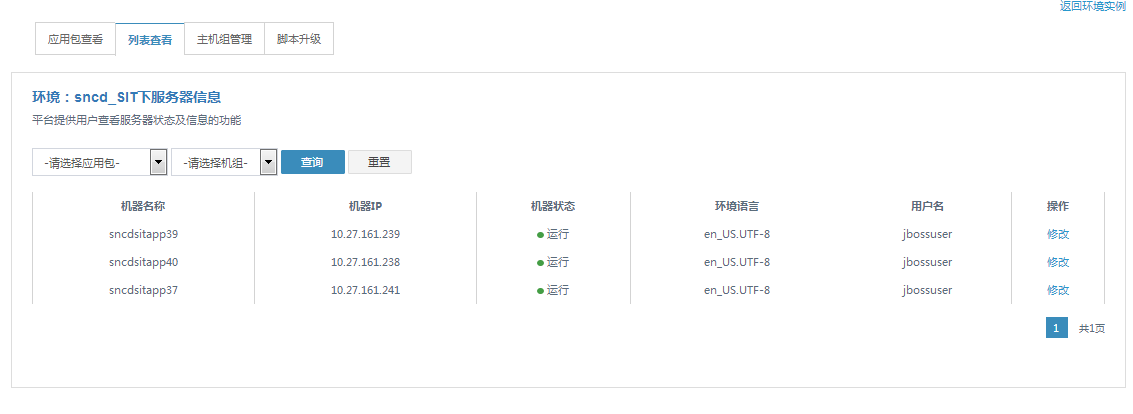 返回环境实例
应用包查看 列表查看 主机组管理 脚本升级
环境：sncd_SIT下服务器信息
平台提供用户查看服务器状态及信息的功能
-请选择应用包- -请选择机组- 查询 重置
机器名称 机器IP 机器状态 环境语言 用户名 操作
sncdsitapp39 10.27.161.239 运行 en_US.UTF-8 jbossuser 修改
sncdsitapp40 10.27.161.238 运行 en_US.UTF-8 jbossuser 修改
sncdsitapp37 10.27.161.241 运行 en_US.UTF-8 jbossuser 修改
1 共1页